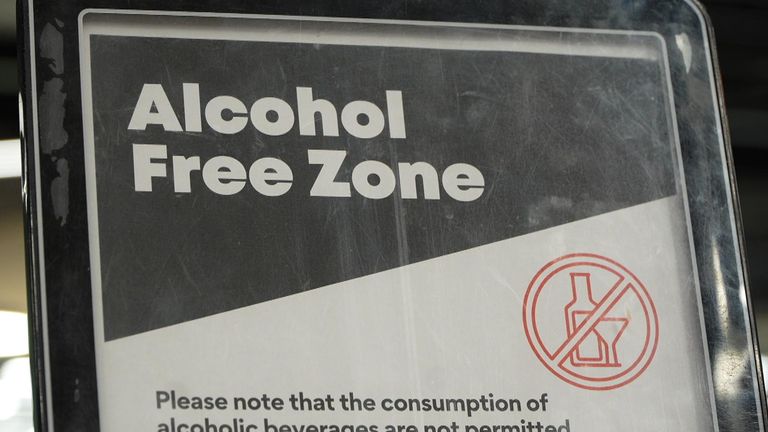 Alcohol
Free Zone
Please note that the consumption of
alcoholic beverages are not permitted